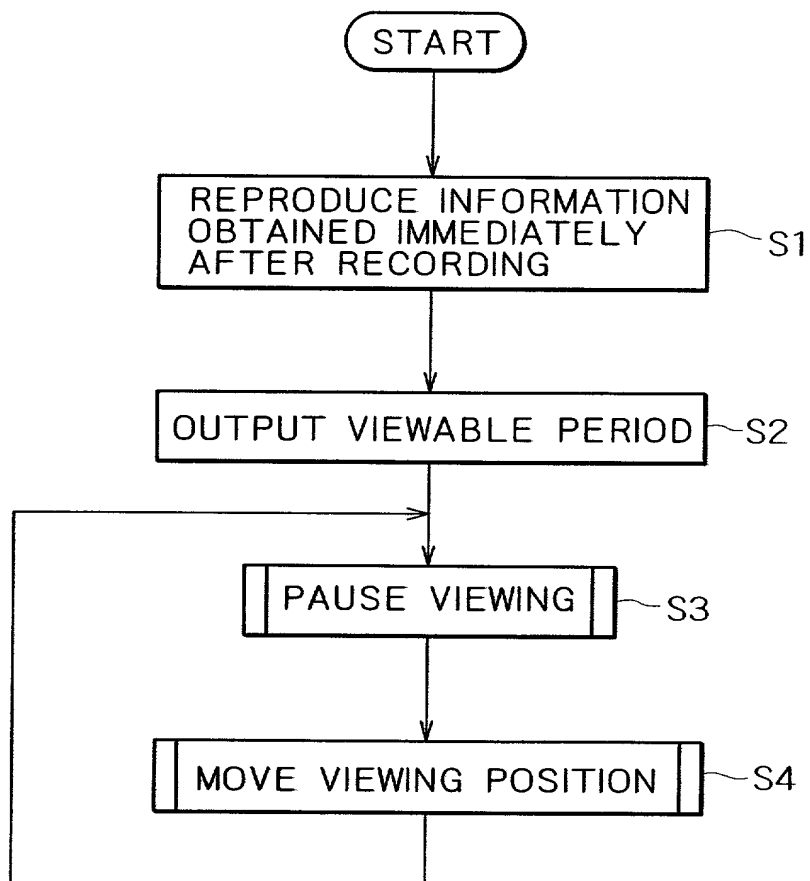 START
REPRODUCE INFORMATION
OBTAINED IMMEDIATELY
AFTER RECORDING
S1
OUTPUT VIEWABLE PERIOD
S2
PAUSE VIEWING
S3
MOVE VIEWING POSITION
S4